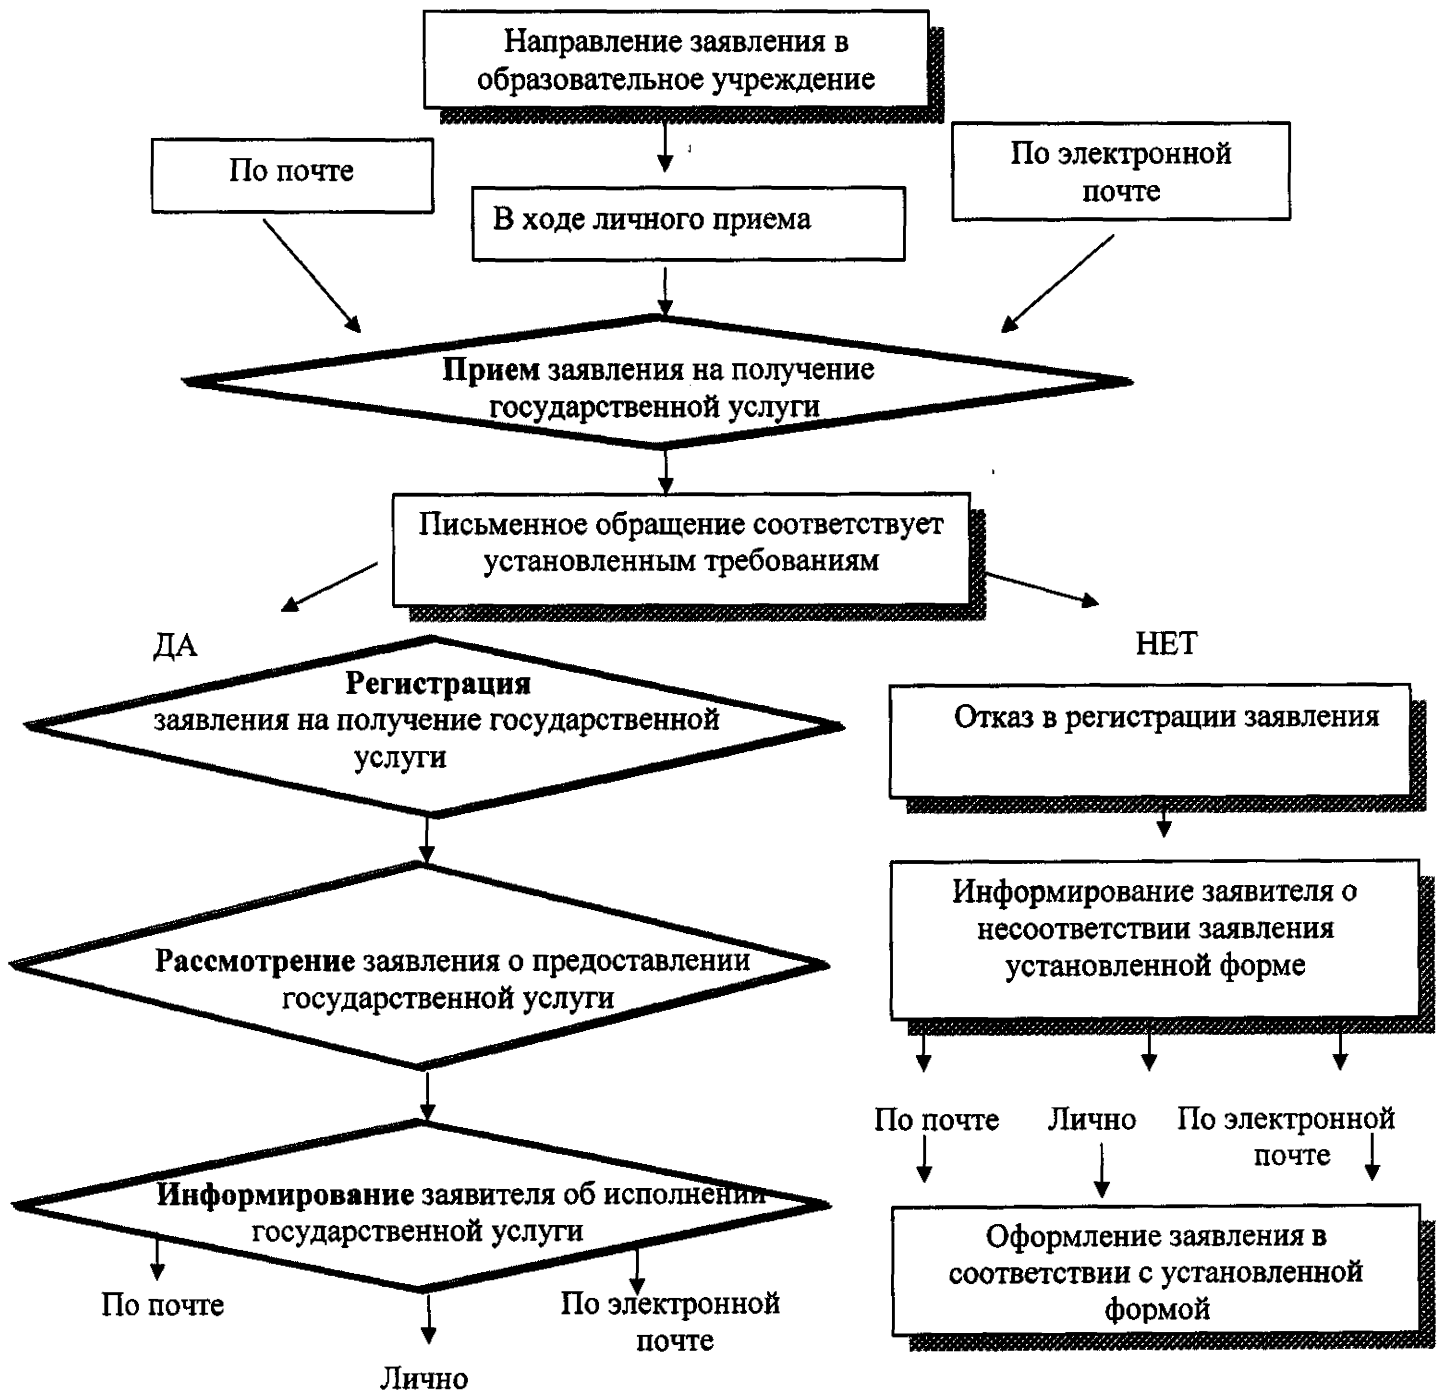 Направление заявления в
образовательное учреждение
По почте
По электронной
почте
В ходе личного приема
Прием заявления на получение
государственной услуги
Письменное обращение соответствует
установленным требованиям
ДА
НЕТ
Регистрация
заявления на получение государственной
услуги
Отказ в регистрации заявления
Рассмотрение заявления о предоставлении
государственной услуги
Информирование заявителя о
несоответствии заявления
установленной форме
По почте
Лично
По электронной
почте
Информирование заявителя об исполнении
государственной услуги
Оформление заявления в
соответствии с установленной
формой
По почте
По электронной
почте
Лично